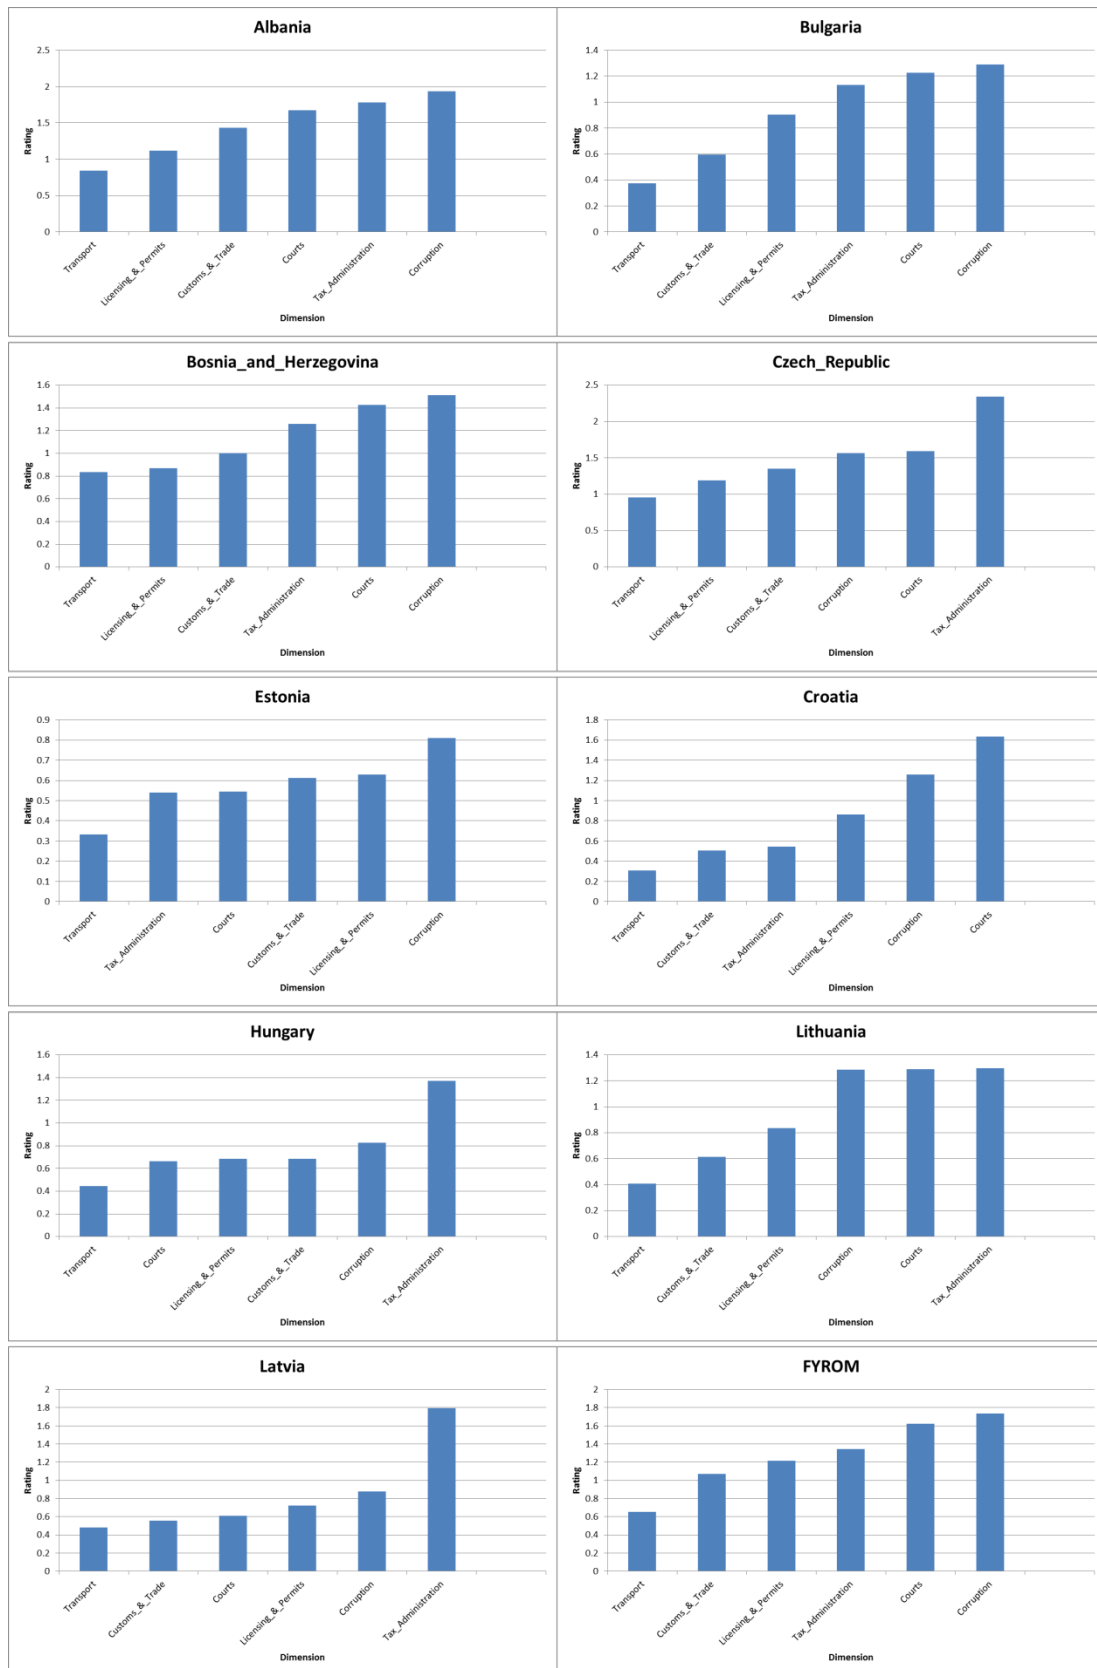 Albania
2.5
2
1.5
1
0.5
0
Rating
Transport
Licensing_&_Permits
Customs_&_Trade
Courts
Tax_Administration
Corruption
Dimension
Bulgaria
1.4
1.2
1
0.8
0.6
0.4
0.2
0
Rating
Transport
Customs_&_Trade
Licensing_&_Permits
Tax_Administration
Courts
Corruption
Dimension
Bosnia_and_Herzegovina
1.6
1.4
1.2
1
0.8
0.6
0.4
0.2
0
Rating
Transport
Licensing_&_Permits
Customs_&_Trade
Tax_Administration
Courts
Corruption
Dimension
Czech_Republic
2.5
2
1.5
1
0.5
0
Rating
Transport
Licensing_&_Permits
Customs_&_Trade
Corruption
Courts
Tax_Administration
Dimension
Estonia
0.9
0.8
0.7
0.6
0.5
0.4
0.3
0.2
0.1
0
Rating
Transport
Tax_Administration
Courts
Customs_&_Trade
Licensing_&_Permits
Corruption
Dimension
Croatia
1.8
1.6
1.4
1.2
1
0.8
0.6
0.4
0.2
0
Rating
Transport
Customs_&_Trade
Tax_Administration
Licensing_&_Permits
Corruption
Courts
Dimension
Hungary
1.6
1.4
1.2
1
0.8
0.6
0.4
0.2
0
Rating
Transport
Courts
Licensing_&_Permits
Customs_&_Trade
Corruption
Tax_Administration
Dimension
Lithuania
1.4
1.2
1
0.8
0.6
0.4
0.2
0
Rating
Transport
Customs_&_Trade
Licensing_&_Permits
Corruption
Courts
Tax_Administration
Dimension
Latvia
2
1.8
1.6
1.4
1.2
1
0.8
0.6
0.4
0.2
0
Rating
Transport
Customs_&_Trade
Courts
Licensing_&_Permits
Corruption
Tax_Administration
Dimension
FYROM
2
1.8
1.6
1.4
1.2
1
0.8
0.6
0.4
0.2
0
Rating
Transport
Customs_&_Trade
Licensing_&_Permits
Tax_Administration
Courts
Corruption
Dimension